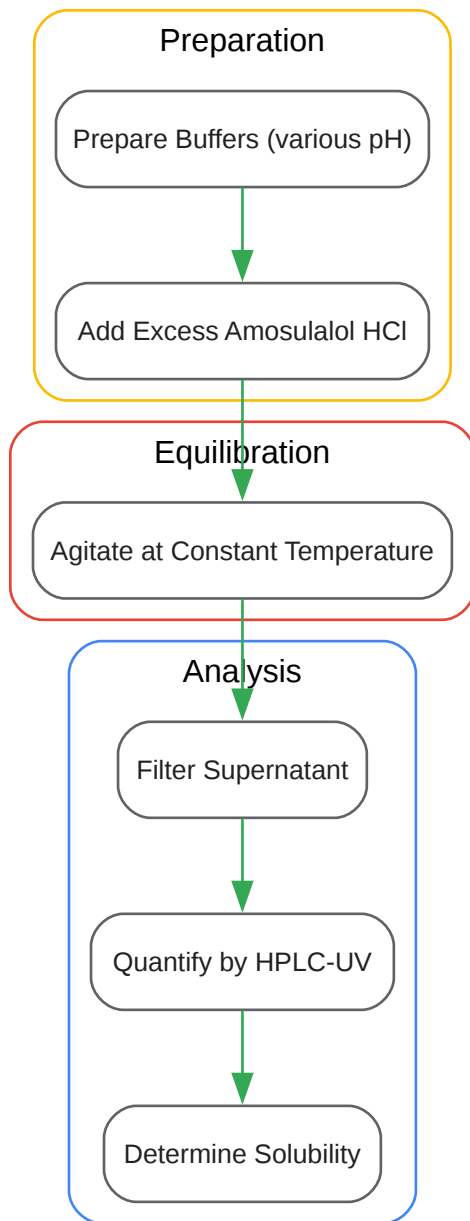 Preparation
Prepare Buffers (various pH)
Add Excess Amosulalol HCl
Equilibration
Agitate at Constant Temperature
Analysis
Filter Supernatant
Quantify by HPLC-UV
Determine Solubility